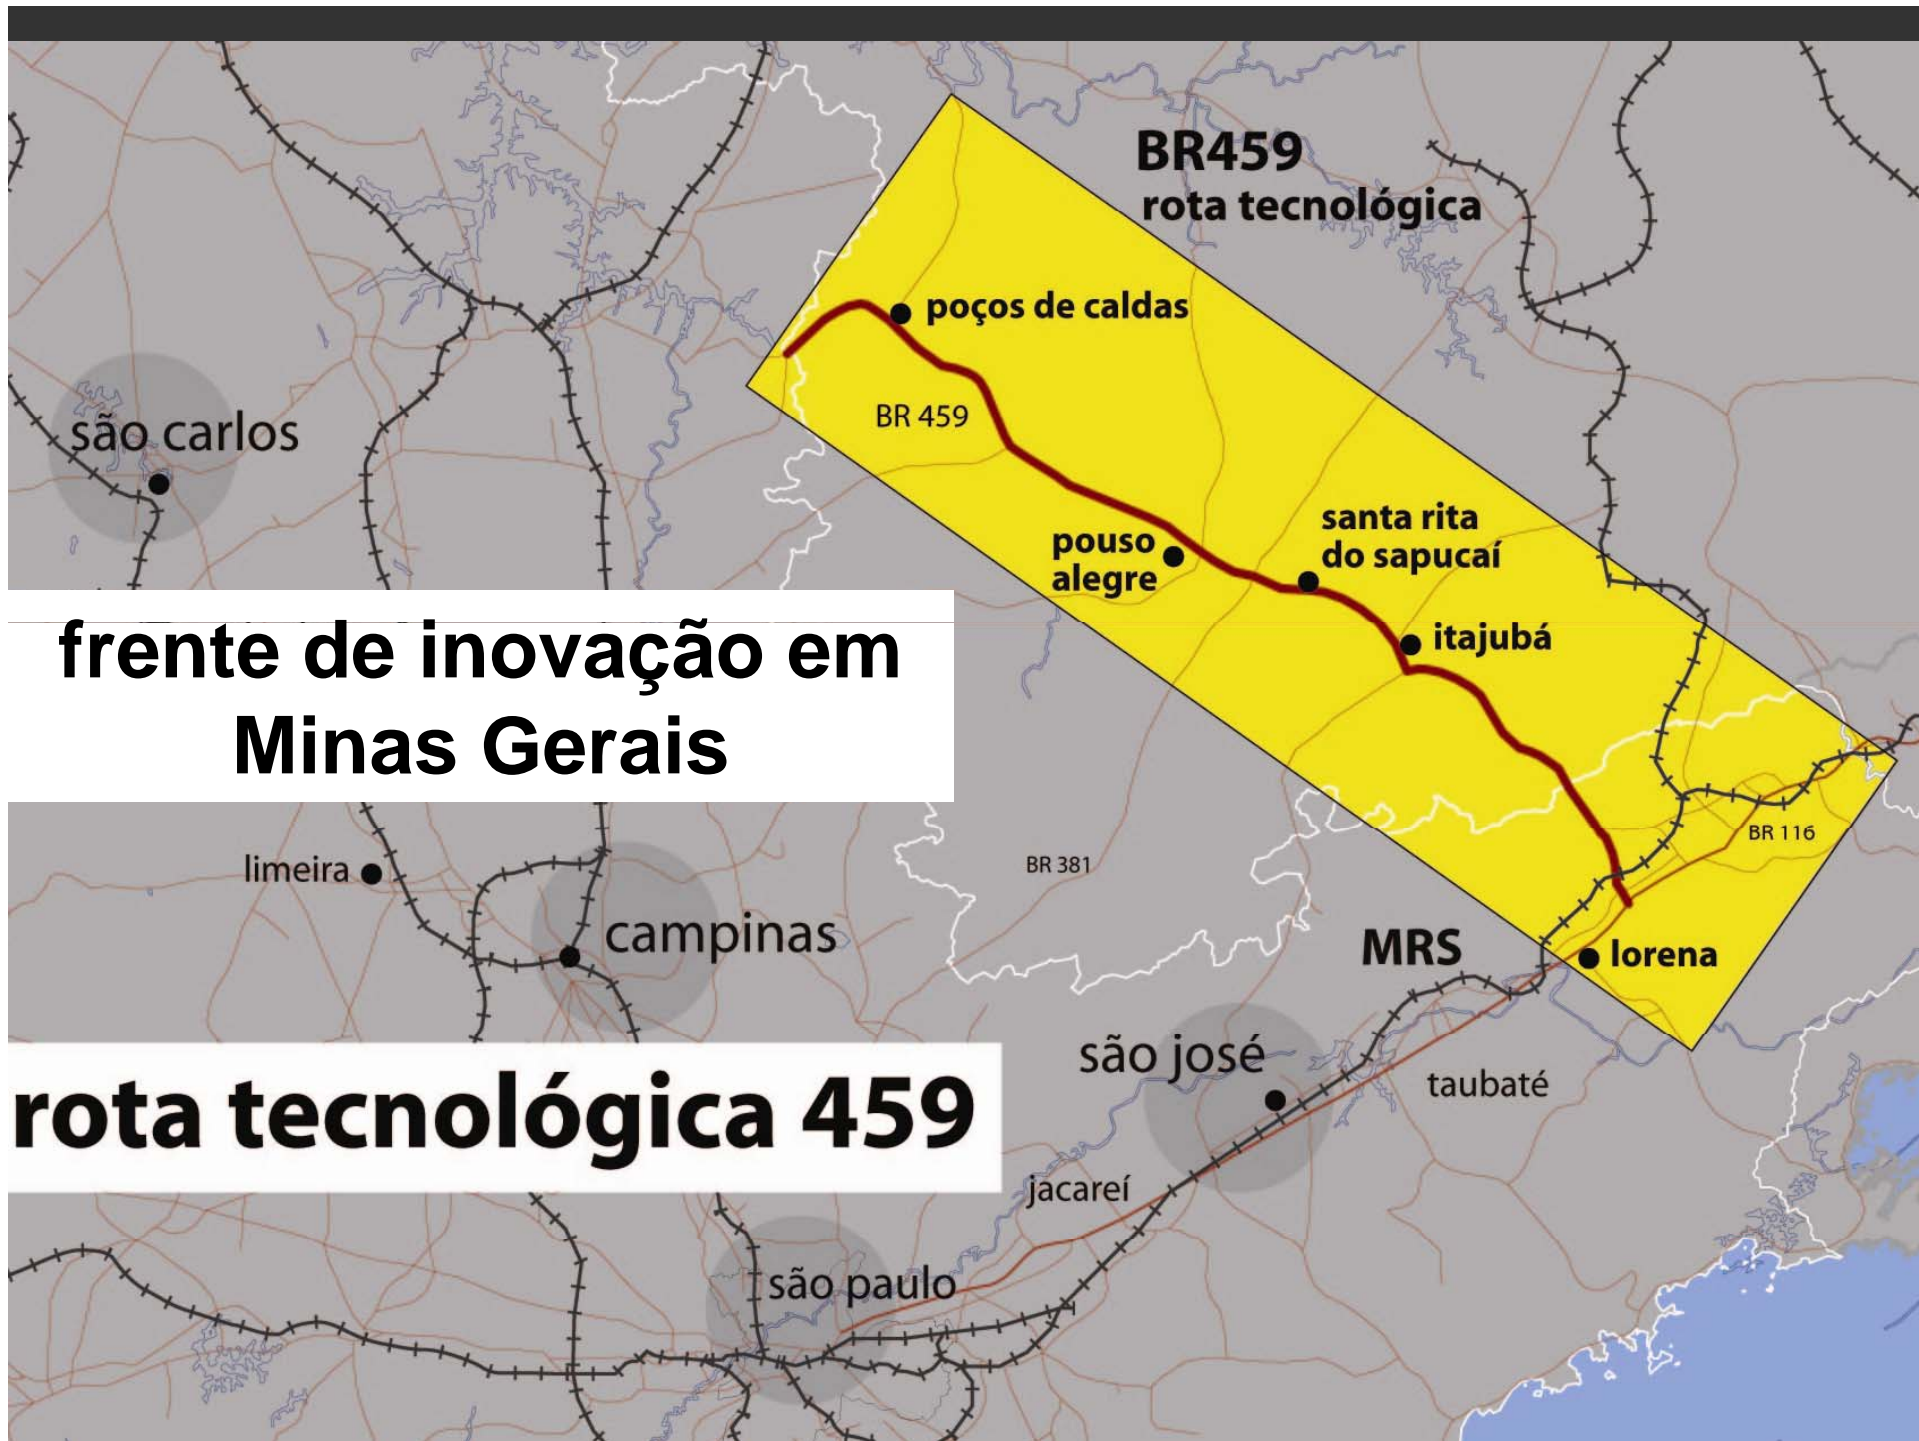 BR459
rota tecnológica
poços de caldas
BR 459
são carlos
santa rita
do sapucaí
pouso
alegre
itajubá
frente de inovação em
Minas Gerais
BR 116
limeira
BR 381
campinas
MRS
lorena
são josé
taubaté
rota tecnológica 459
jacareí
são paulo